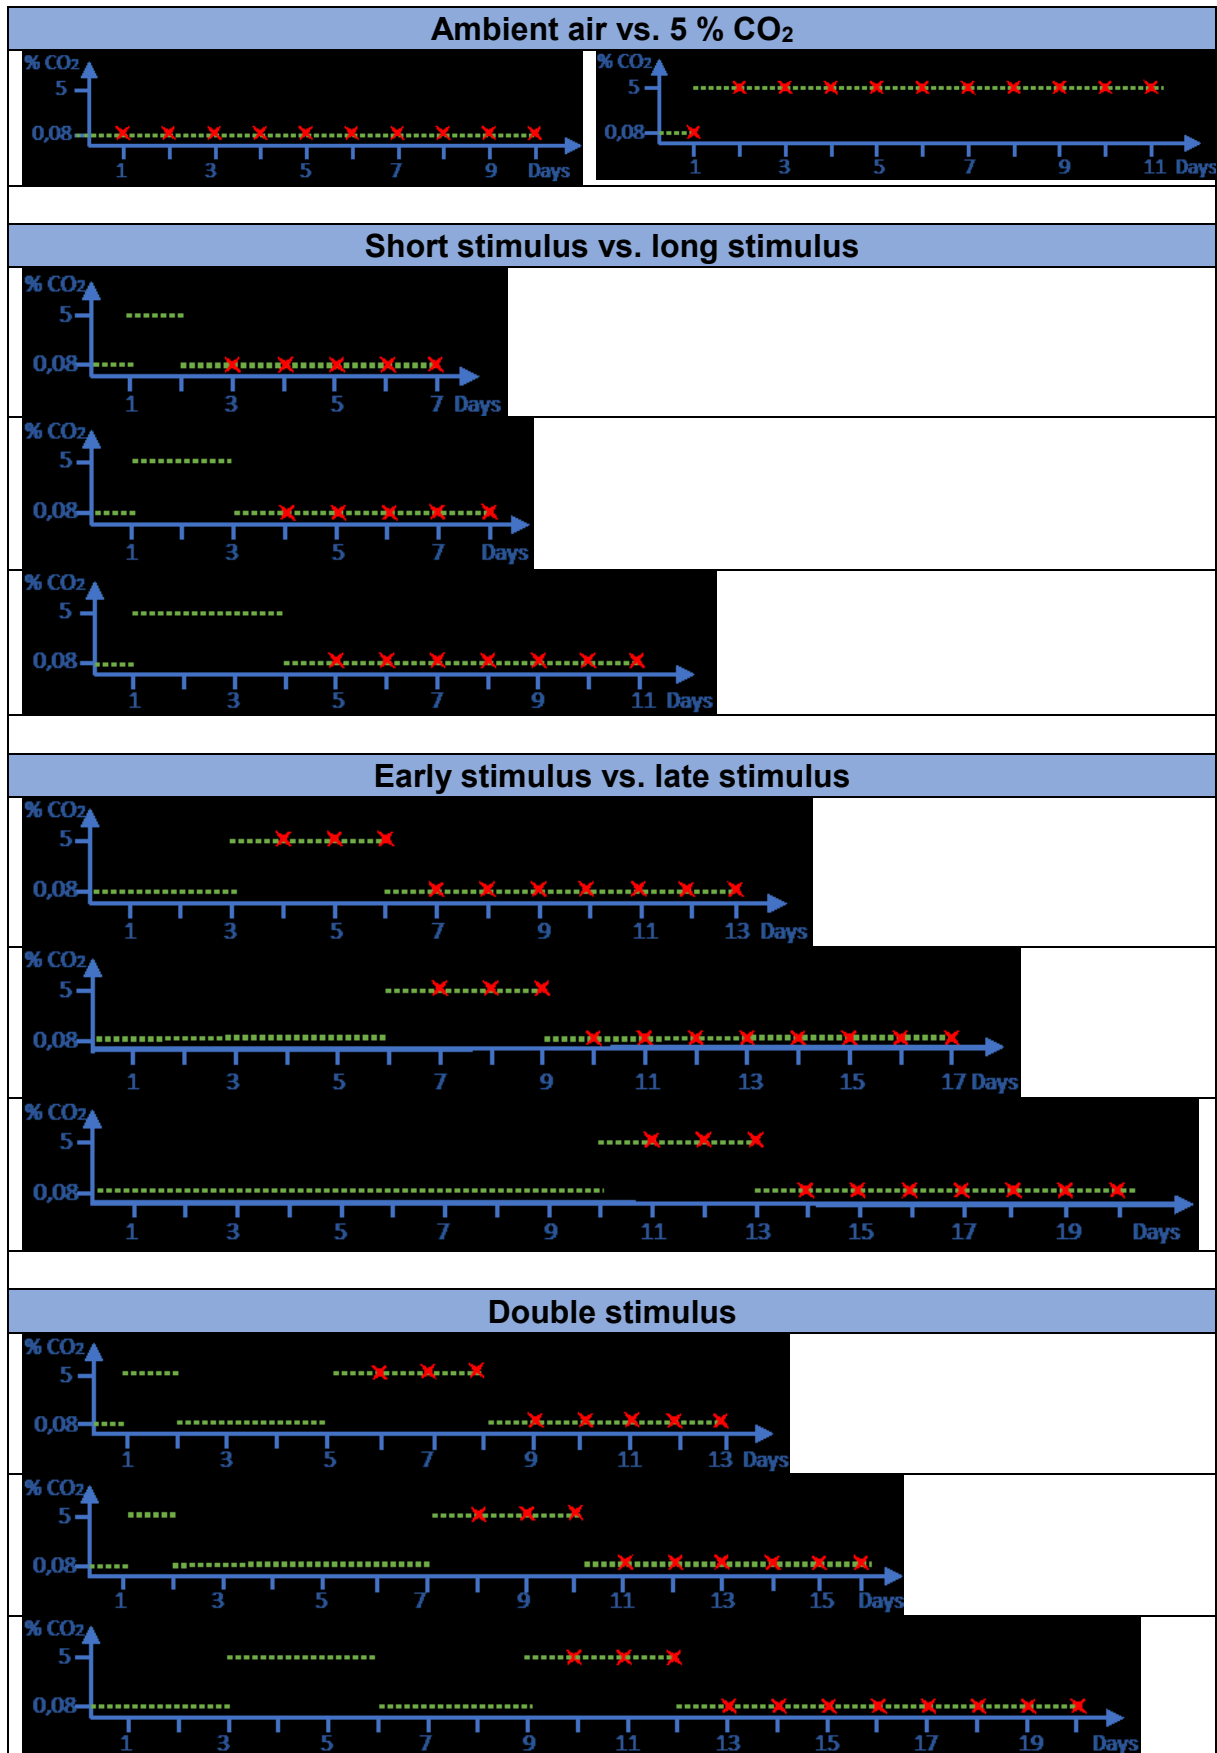 Ambient air vs. 5 % CO₂
% CO₂
5
0,08
1 3 5 7 9 Days
% CO₂
5
0,08
1 3 5 7 9 11 Days
Short stimulus vs. long stimulus
% CO₂
5
0,08
1 3 5 7 Days
% CO₂
5
0,08
1 3 5 7 Days
% CO₂
5
0,08
1 3 5 7 9 11 Days
Early stimulus vs. late stimulus
% CO₂
5
0,08
1 3 5 7 9 11 13 Days
% CO₂
5
0,08
1 3 5 7 9 11 13 15 17 Days
% CO₂
5
0,08
1 3 5 7 9 11 13 15 17 19 Days
Double stimulus
% CO₂
5
0,08
1 3 5 7 9 11 13 Days
% CO₂
5
0,08
1 3 5 7 9 11 13 15 Days
% CO₂
5
0,08
1 3 5 7 9 11 13 15 17 19 Days